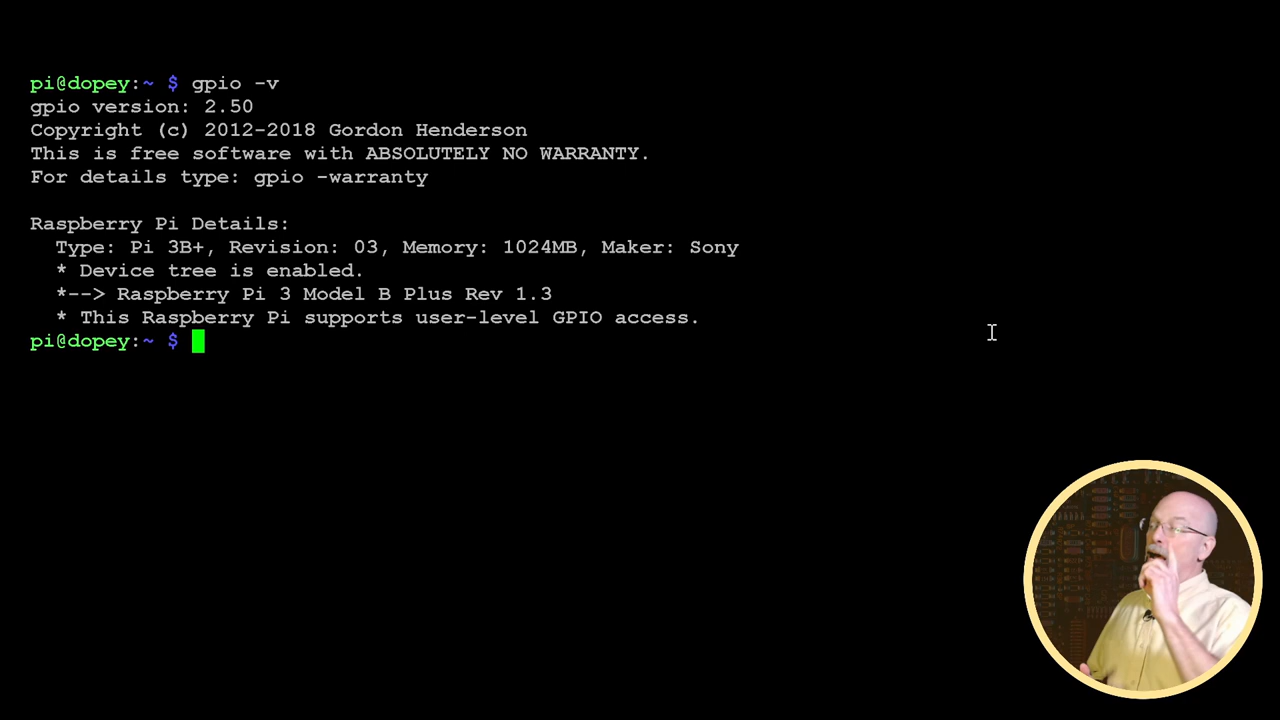 pi@dopey:~ $ gpio -v
gpio version: 2.50
Copyright (c) 2012-2018 Gordon Henderson
This is free software with ABSOLUTELY NO WARRANTY.
For details type: gpio -warranty
Raspberry Pi Details:
  Type: Pi 3B+, Revision: 03, Memory: 1024MB, Maker: Sony
  * Device tree is enabled.
  *--> Raspberry Pi 3 Model B Plus Rev 1.3
  * This Raspberry Pi supports user-level GPIO access.
pi@dopey:~ $